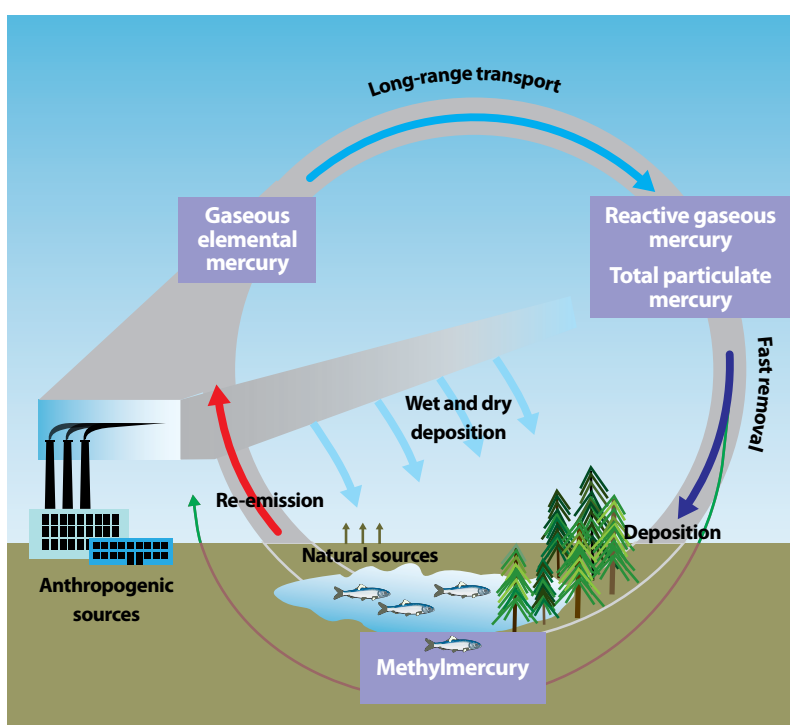 Long-range transport
Gaseous
elemental
mercury
Reactive gaseous
mercury
Total particulate
mercury
Fast removal
Wet and dry
deposition
Re-emission
Natural sources
Deposition
Anthropogenic
sources
Methylmercury